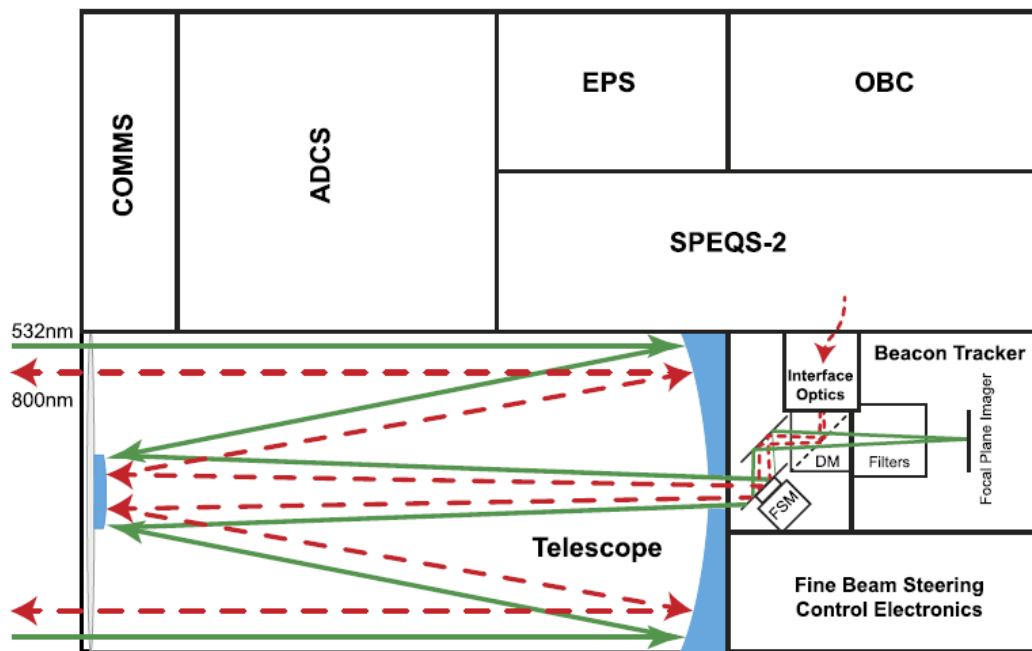 COMMS
ADCS
EPS
OBC
SPEQS-2
532nm
800nm
Beacon Tracker
Interface
Optics
Focal Plane Imager
DM
Filters
FSM
Telescope
Fine Beam Steering
Control Electronics